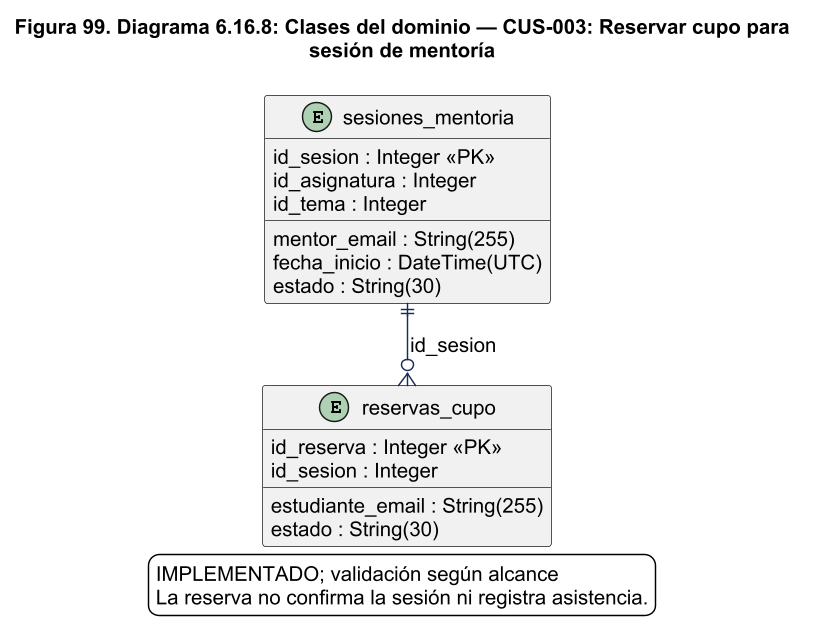 Figura 99. Diagrama 6.16.8: Clases del dominio — CUS-003: Reservar cupo para
sesión de mentoría
E sesiones_mentoria
id_sesion : Integer «PK»
id_asignatura : Integer
id_tema : Integer
mentor_email : String(255)
fecha_inicio : DateTime(UTC)
estado : String(30)
id_sesion
E reservas_cupo
id_reserva : Integer «PK»
id_sesion : Integer
estudiante_email : String(255)
estado : String(30)
IMPLEMENTADO; validación según alcance
La reserva no confirma la sesión ni registra asistencia.